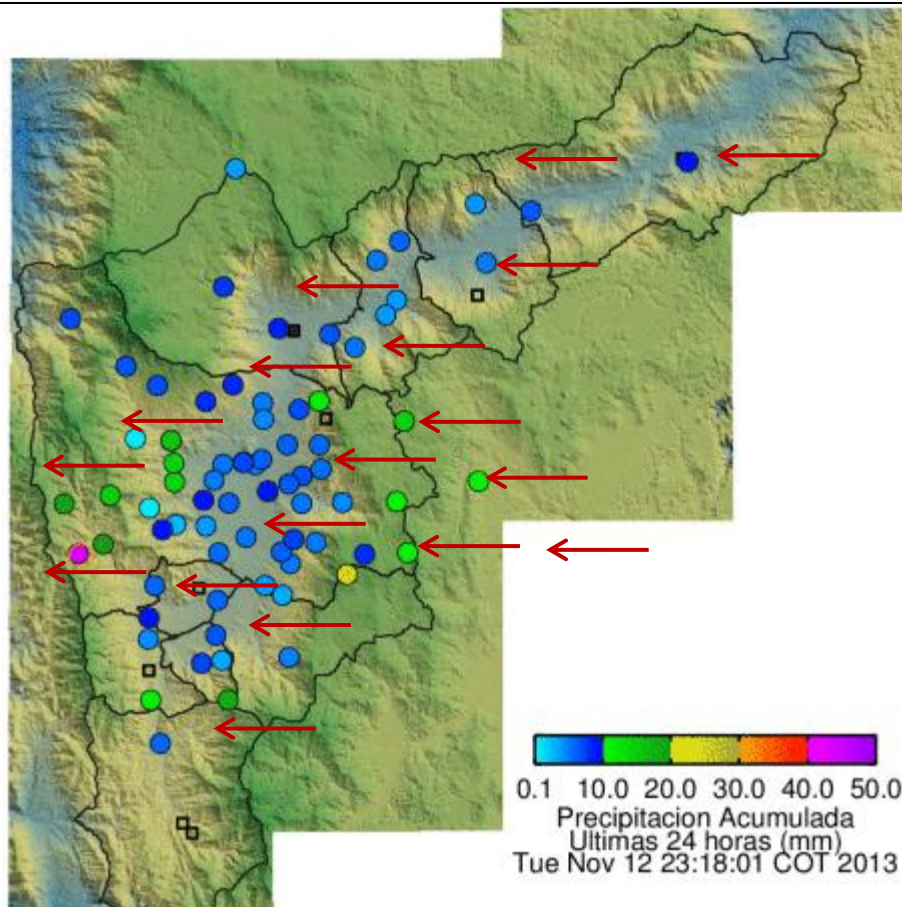 0.1 10.0 20.0 30.0 40.0 50.0
Precipitacion Acumulada
Ultimas 24 horas (mm)
Tue Nov 12 23:18:01 COT 2013